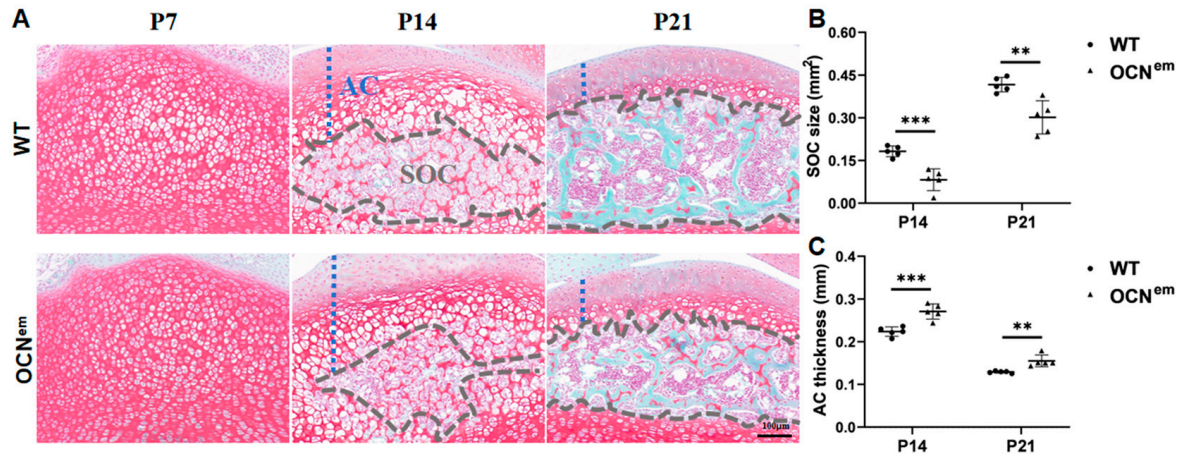 A
P7
P14
P21
WT
AC
SOC
OCNem
100μm
B
SOC size (mm²)
0.60
0.45
0.30
0.15
0.00
***
**
P14
P21
WT
OCNᵉᵐ
C
AC thickness (mm)
0.4
0.3
0.2
0.1
0.0
***
**
P14
P21
WT
OCNᵉᵐ